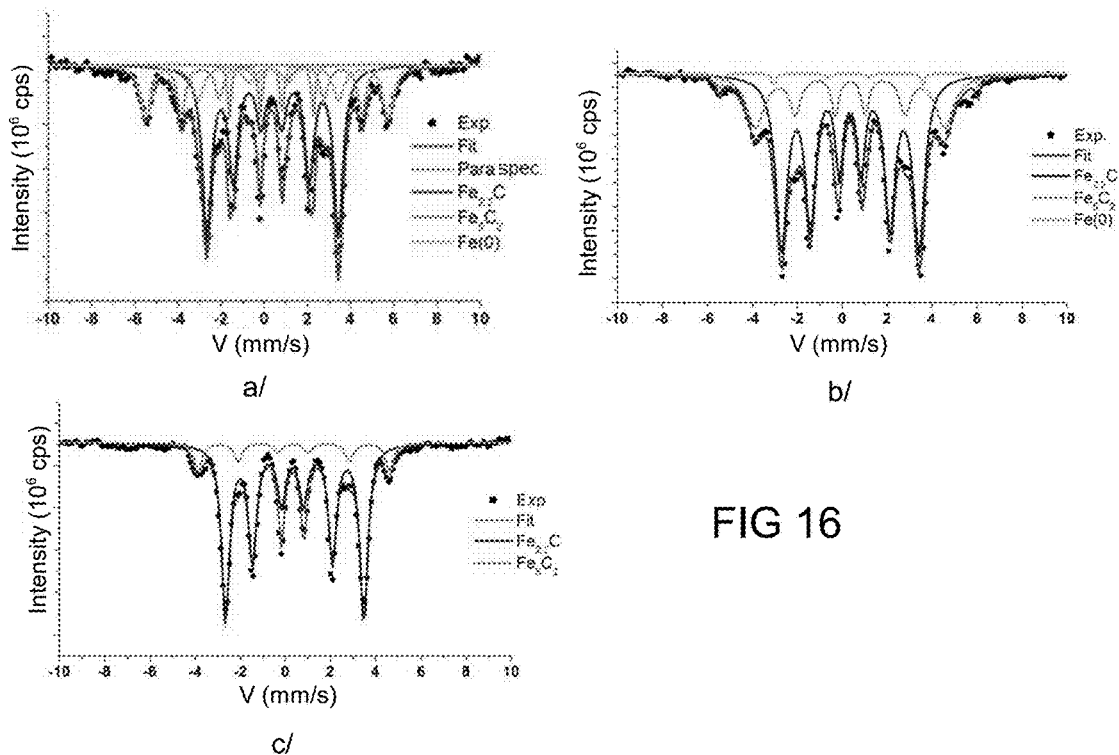 Intensity (10⁶ cps)
Exp.
Fit
Para spec.
Fe₂.₂C
Fe₅C₂
Fe(0)
-10 -8 -6 -4 -2 0 2 4 6 8 10
V (mm/s)
a/
Intensity (10⁶ cps)
Exp.
Fit
Fe₂.₂C
Fe₅C₂
Fe(0)
-10 -8 -6 -4 -2 0 2 4 6 8 10
V (mm/s)
b/
Intensity (10⁶ cps)
Exp
Fit
Fe₂.₂C
Fe₅C₂
-10 -8 -6 -4 -2 0 2 4 6 8 10
V (mm/s)
c/
FIG 16